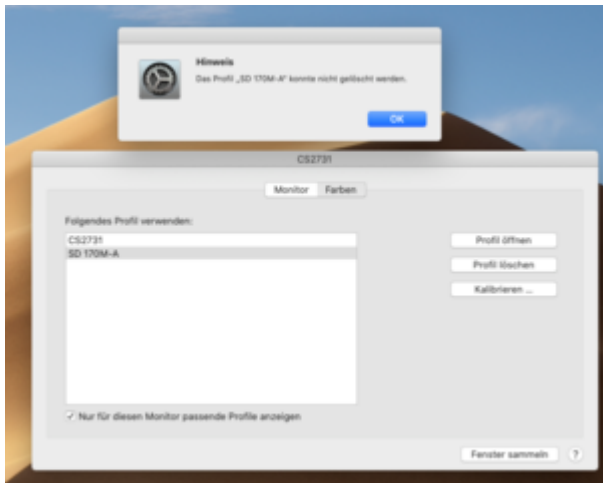 Hinweis
Das Profil „SD 170M-A“ konnte nicht gelöscht werden.
OK
CS2731
Monitor Farben
Folgendes Profil verwenden:
CS2731
SD 170M-A
Profil öffnen
Profil löschen
Kalibrieren ...
Nur für diesen Monitor passende Profile anzeigen
Fenster sammeln ?